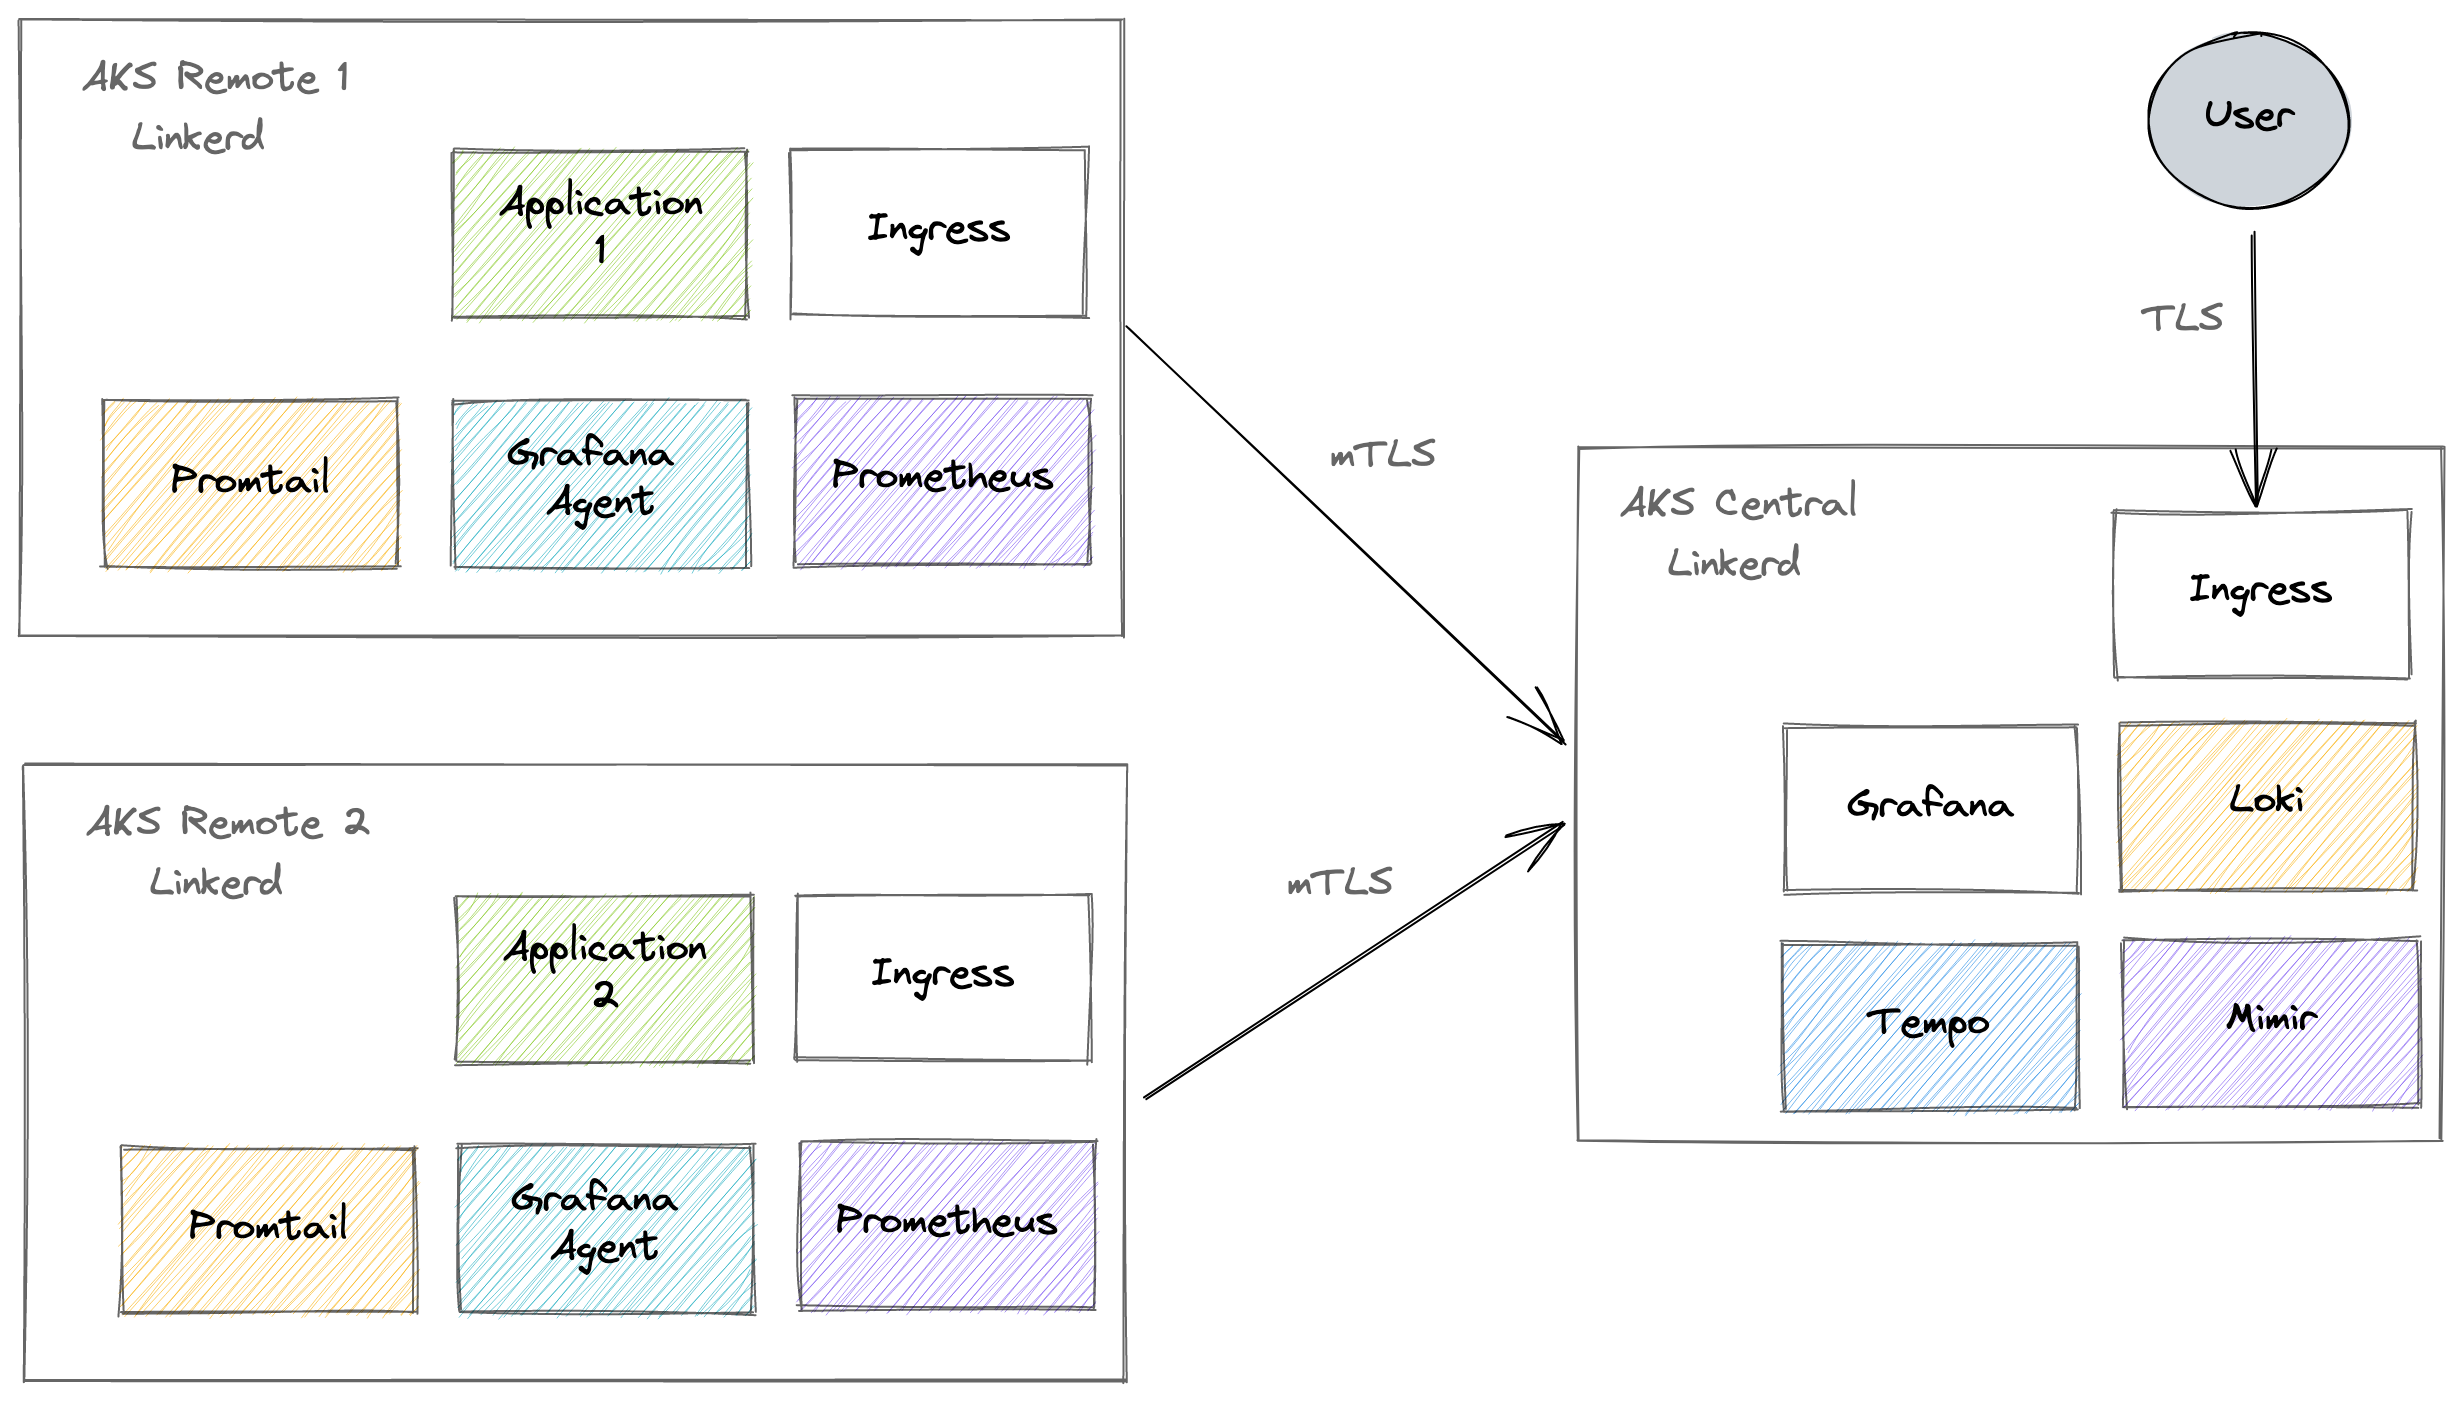 AKS Remote 1
Linkerd
Application
1
Ingress
Promtail
Grafana
Agent
Prometheus
AKS Remote 2
Linkerd
Application
2
Ingress
Promtail
Grafana
Agent
Prometheus
mTLS
mTLS
User
TLS
AKS Central
Linkerd
Ingress
Grafana
Loki
Tempo
Mimir